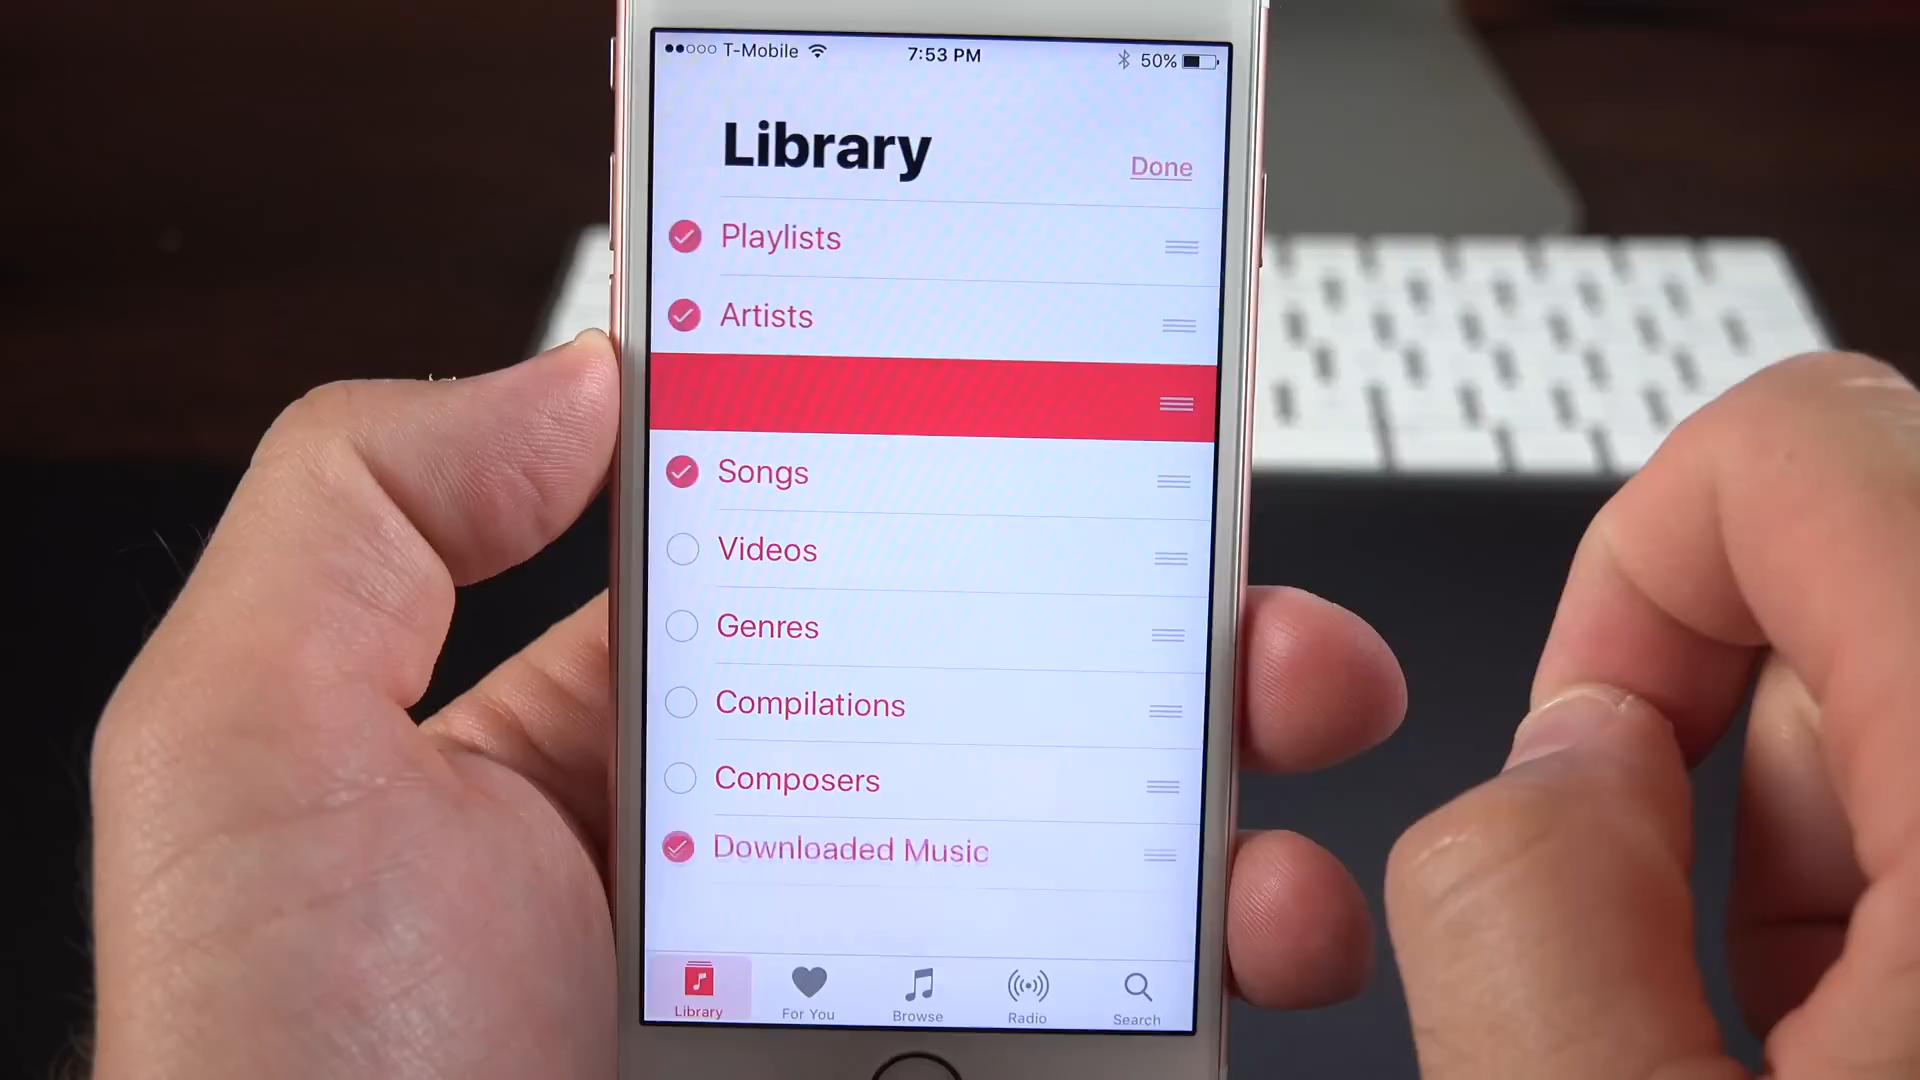 T-Mobile 7:53 PM 50%
Library
Done
Playlists
Artists
Songs
Videos
Genres
Compilations
Composers
Downloaded Music
Library For You Browse Radio Search